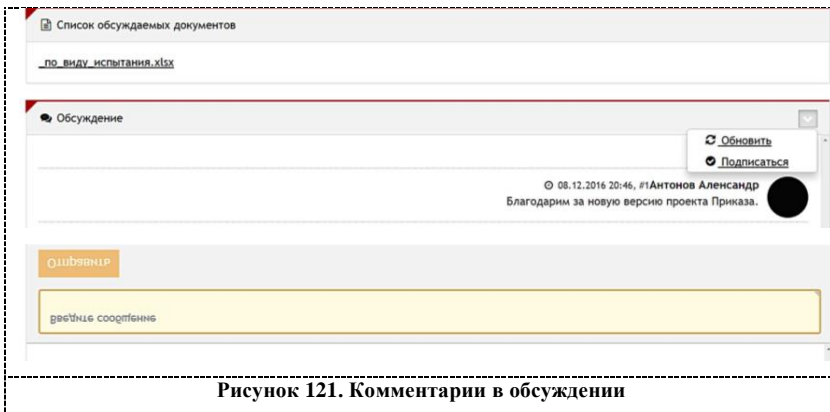 Список обсуждаемых документов
_по_виду_испытания.xlsx
Обсуждение
Обновить
Подписаться
08.12.2016 20:46, #1Антонов Аленсандр
Благодарим за новую версию проекта Приказа.
Отправить
Введите сообщение
Рисунок 121. Комментарии в обсуждении